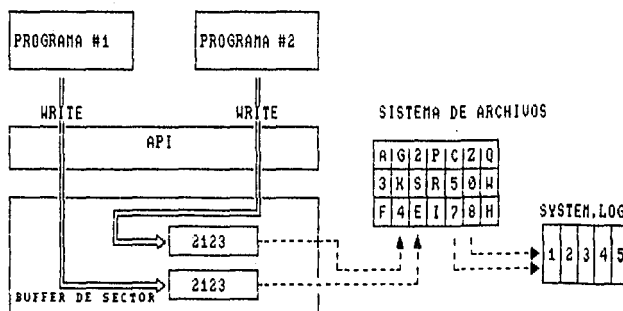 PROGRAMA #1
PROGRAMA #2
WRITE
WRITE
API
SISTEMA DE ARCHIVOS
A G 2 P C Z Q
3 K S R 5 0 W
F 4 E I 7 8 H
SYSTEM.LOG
1 2 3 4 5
2123
2123
BUFFER DE SECTOR